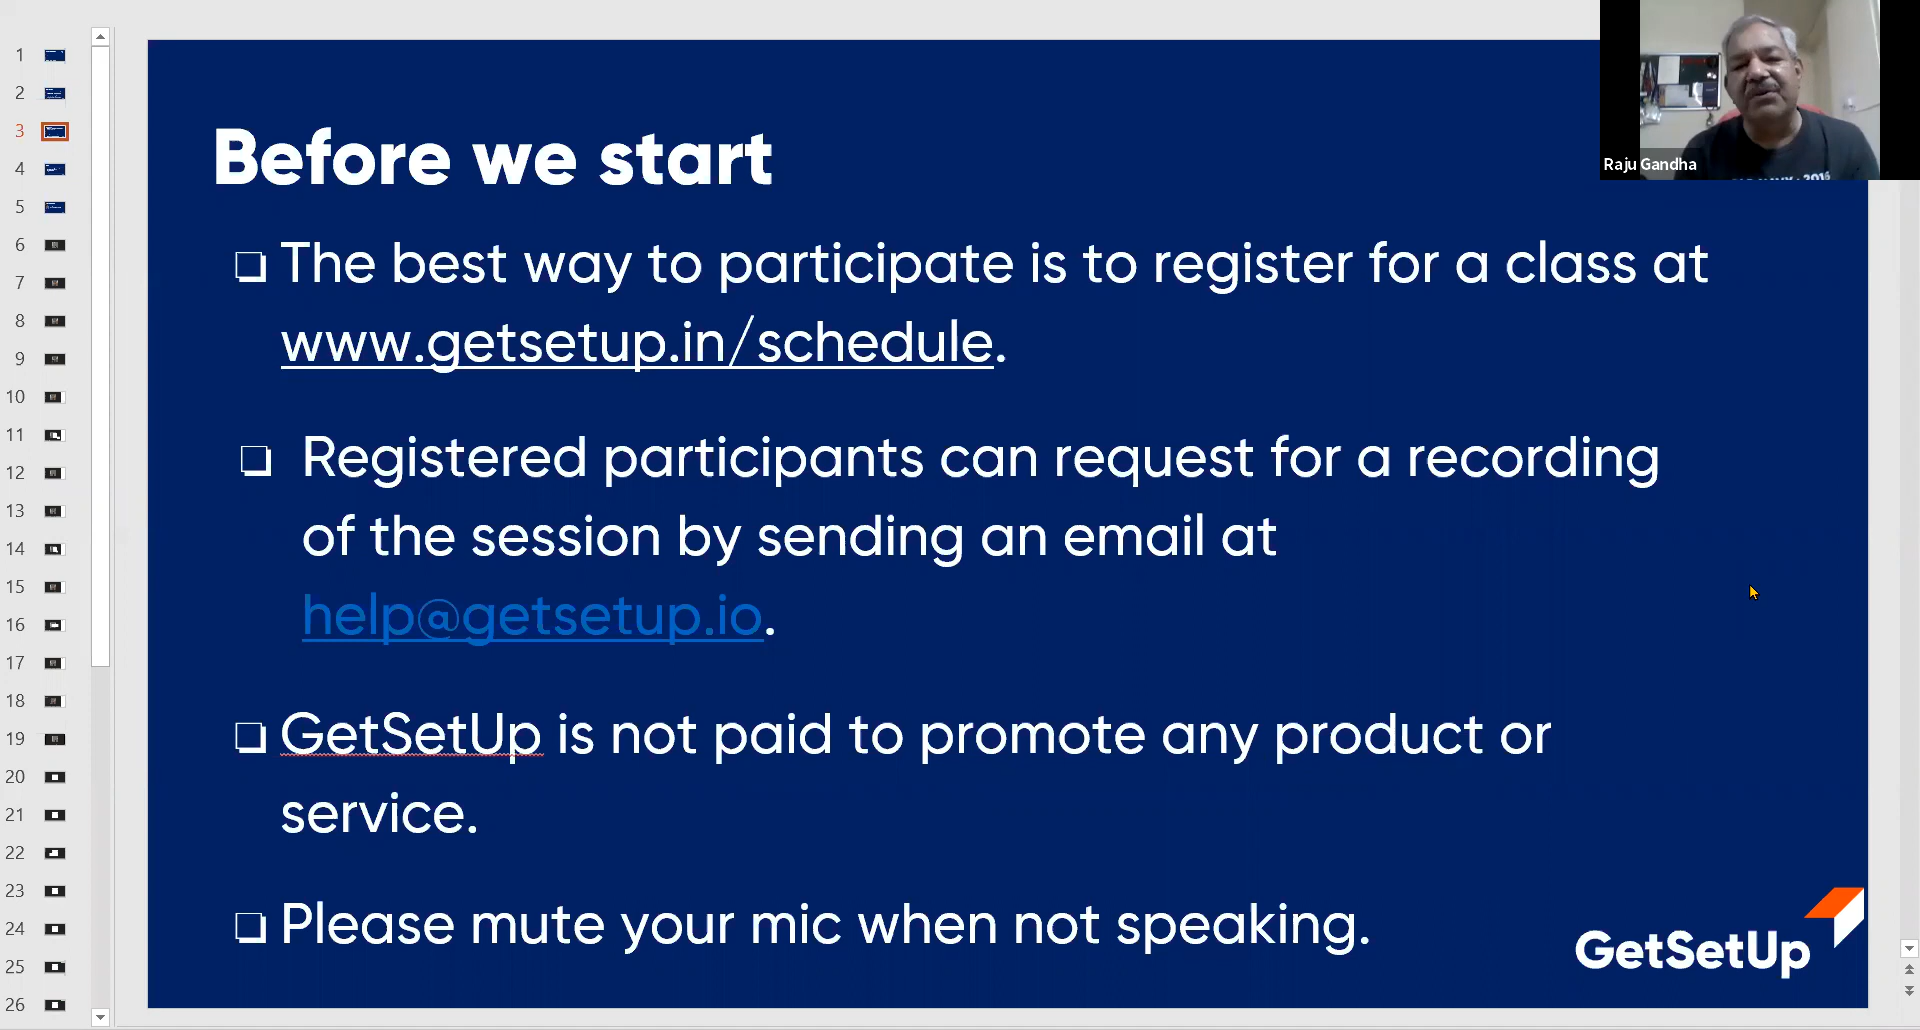 1
2
3
4
5
6
7
8
9
10
11
12
13
14
15
16
17
18
19
20
21
22
23
24
25
26
Before we start
The best way to participate is to register for a class at
www.getsetup.in/schedule.
Registered participants can request for a recording
of the session by sending an email at
help@getsetup.io.
GetSetUp is not paid to promote any product or
service.
Please mute your mic when not speaking.
GetSetUp
Raju Gandha